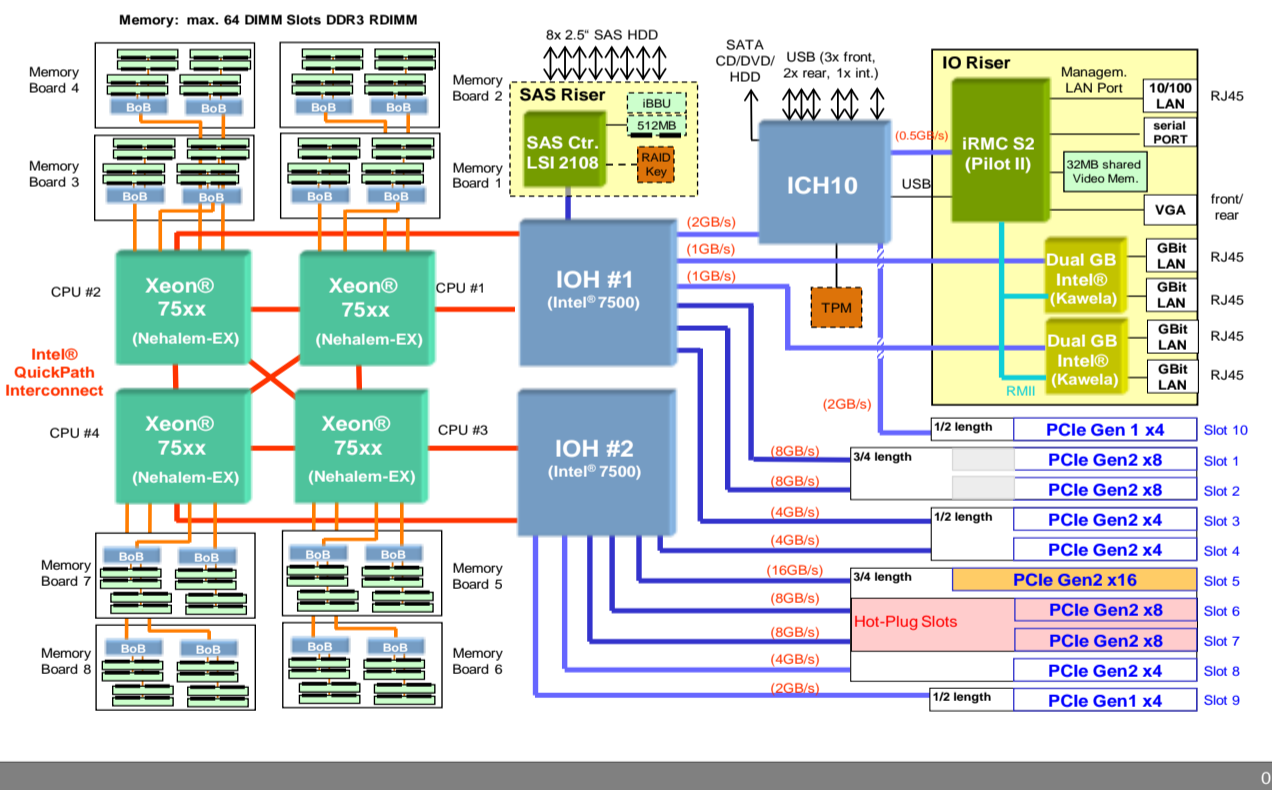 Memory: max. 64 DIMM Slots DDR3 RDIMM
Memory
Board 4
BoB
BoB
Memory
Board 3
BoB
BoB
BoB
BoB
Memory
Board 2
BoB
BoB
Memory
Board 1
8x 2.5“ SAS HDD
SAS Riser
iBBU
512MB
SAS Ctr.
LSI 2108
RAID
Key
SATA
CD/DVD/
HDD
USB (3x front,
2x rear, 1x int.)
ICH10
(0.5GB/s)
USB
TPM
IO Riser
iRMC S2
(Pilot II)
Managem.
LAN Port
10/100
LAN
RJ45
serial
PORT
32MB shared
Video Mem.
VGA
front/
rear
Dual GB
Intel®
(Kawela)
GBit
LAN
RJ45
GBit
LAN
RJ45
Dual GB
Intel®
(Kawela)
GBit
LAN
RJ45
GBit
LAN
RJ45
RMII
CPU #2
Xeon®
75xx
(Nehalem-EX)
Xeon®
75xx
(Nehalem-EX)
CPU #1
IOH #1
(Intel® 7500)
(2GB/s)
(1GB/s)
(1GB/s)
Intel®
QuickPath
Interconnect
CPU #4
Xeon®
75xx
(Nehalem-EX)
Xeon®
75xx
(Nehalem-EX)
CPU #3
IOH #2
(Intel® 7500)
(2GB/s)
1/2 length
PCIe Gen 1 x4
Slot 10
(8GB/s)
3/4 length
PCIe Gen2 x8
Slot 1
(8GB/s)
PCIe Gen2 x8
Slot 2
(4GB/s)
1/2 length
PCIe Gen2 x4
Slot 3
(4GB/s)
PCIe Gen2 x4
Slot 4
(16GB/s)
3/4 length
PCIe Gen2 x16
Slot 5
(8GB/s)
Hot-Plug Slots
PCIe Gen2 x8
Slot 6
(8GB/s)
PCIe Gen2 x8
Slot 7
(4GB/s)
PCIe Gen2 x4
Slot 8
(2GB/s)
1/2 length
PCIe Gen1 x4
Slot 9
Memory
Board 7
BoB
BoB
BoB
BoB
Memory
Board 5
Memory
Board 8
BoB
BoB
BoB
BoB
Memory
Board 6
0